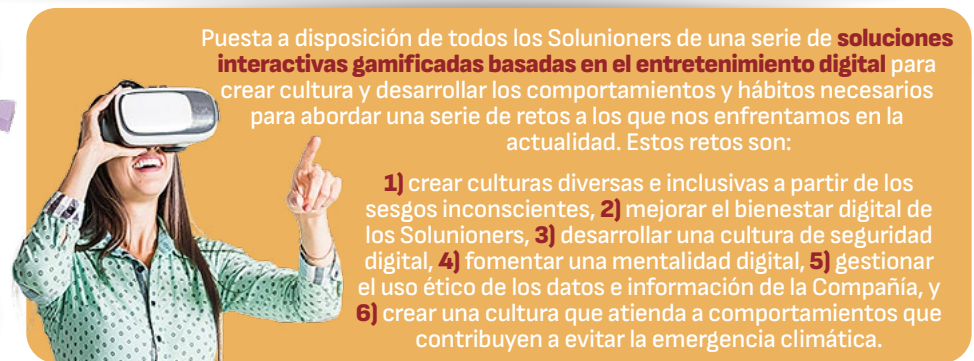 Puesta a disposición de todos los Solunioners de una serie de soluciones
interactivas gamificadas basadas en el entretenimiento digital para
crear cultura y desarrollar los comportamientos y hábitos necesarios
para abordar una serie de retos a los que nos enfrentamos en la
actualidad. Estos retos son:
1) crear culturas diversas e inclusivas a partir de los
sesgos inconscientes, 2) mejorar el bienestar digital de
los Solunioners, 3) desarrollar una cultura de seguridad
digital, 4) fomentar una mentalidad digital, 5) gestionar
el uso ético de los datos e información de la Compañía, y
6) crear una cultura que atienda a comportamientos que
contribuyen a evitar la emergencia climática.